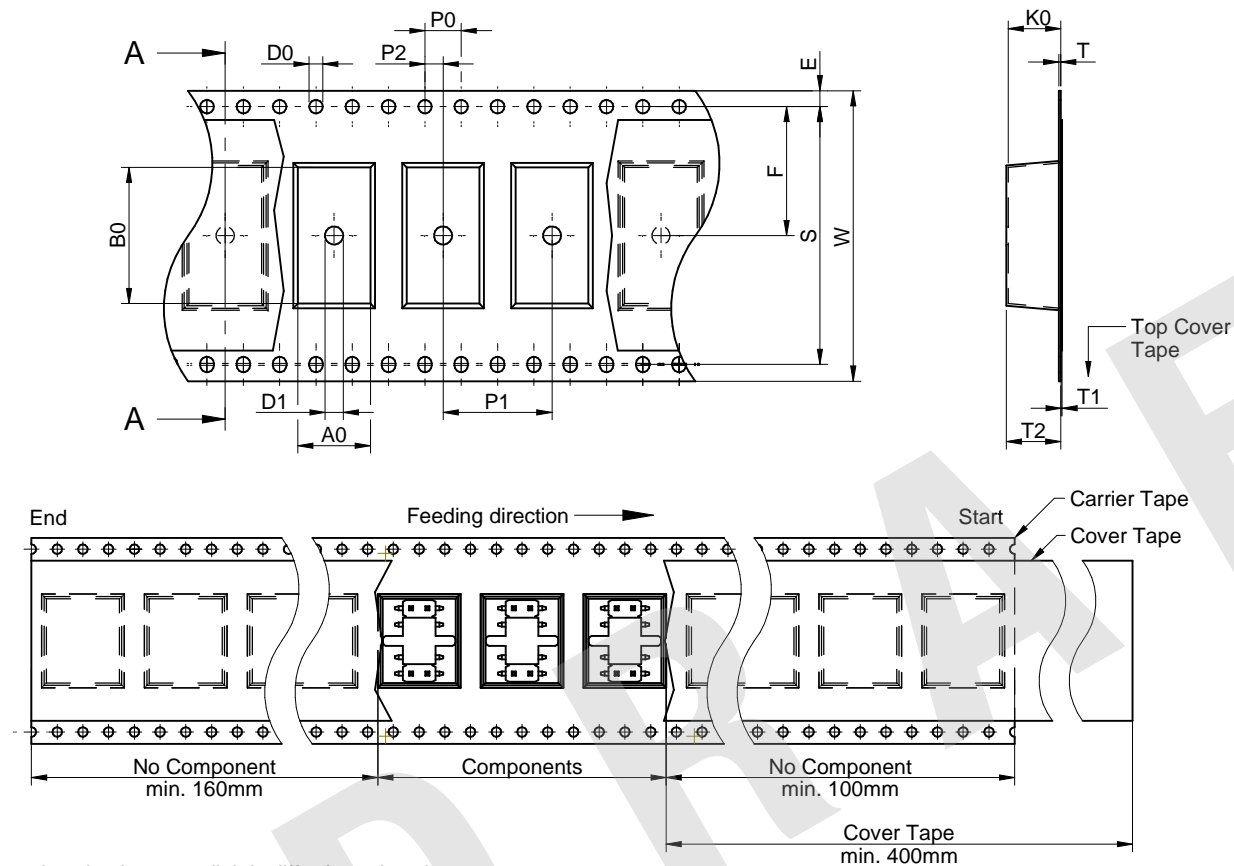 P0
K0
A
D0
P2
E
T
B0
F
S
W
Top Cover
Tape
D1
P1
T1
A
A0
T2
End
Feeding direction
Start
Carrier Tape
Cover Tape
No Component
min. 160mm
Components
No Component
min. 100mm
Cover Tape
min. 400mm
DRAF